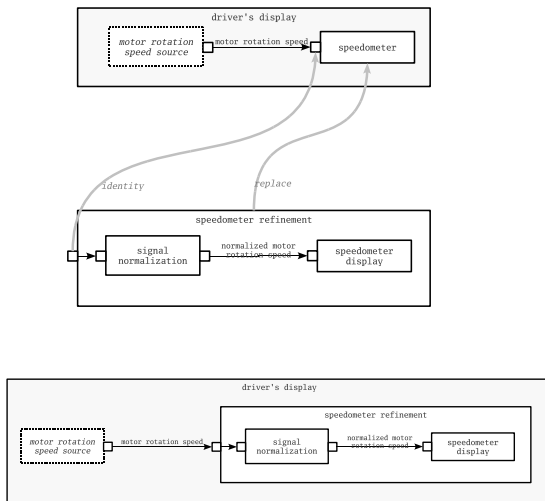 driver's display
motor rotation
speed source
motor rotation speed
speedometer
identity
replace
speedometer refinement
signal
normalization
normalized motor
rotation speed
speedometer
display
driver's display
speedometer refinement
motor rotation
speed source
motor rotation speed
signal
normalization
normalized motor
rotation speed
speedometer
display